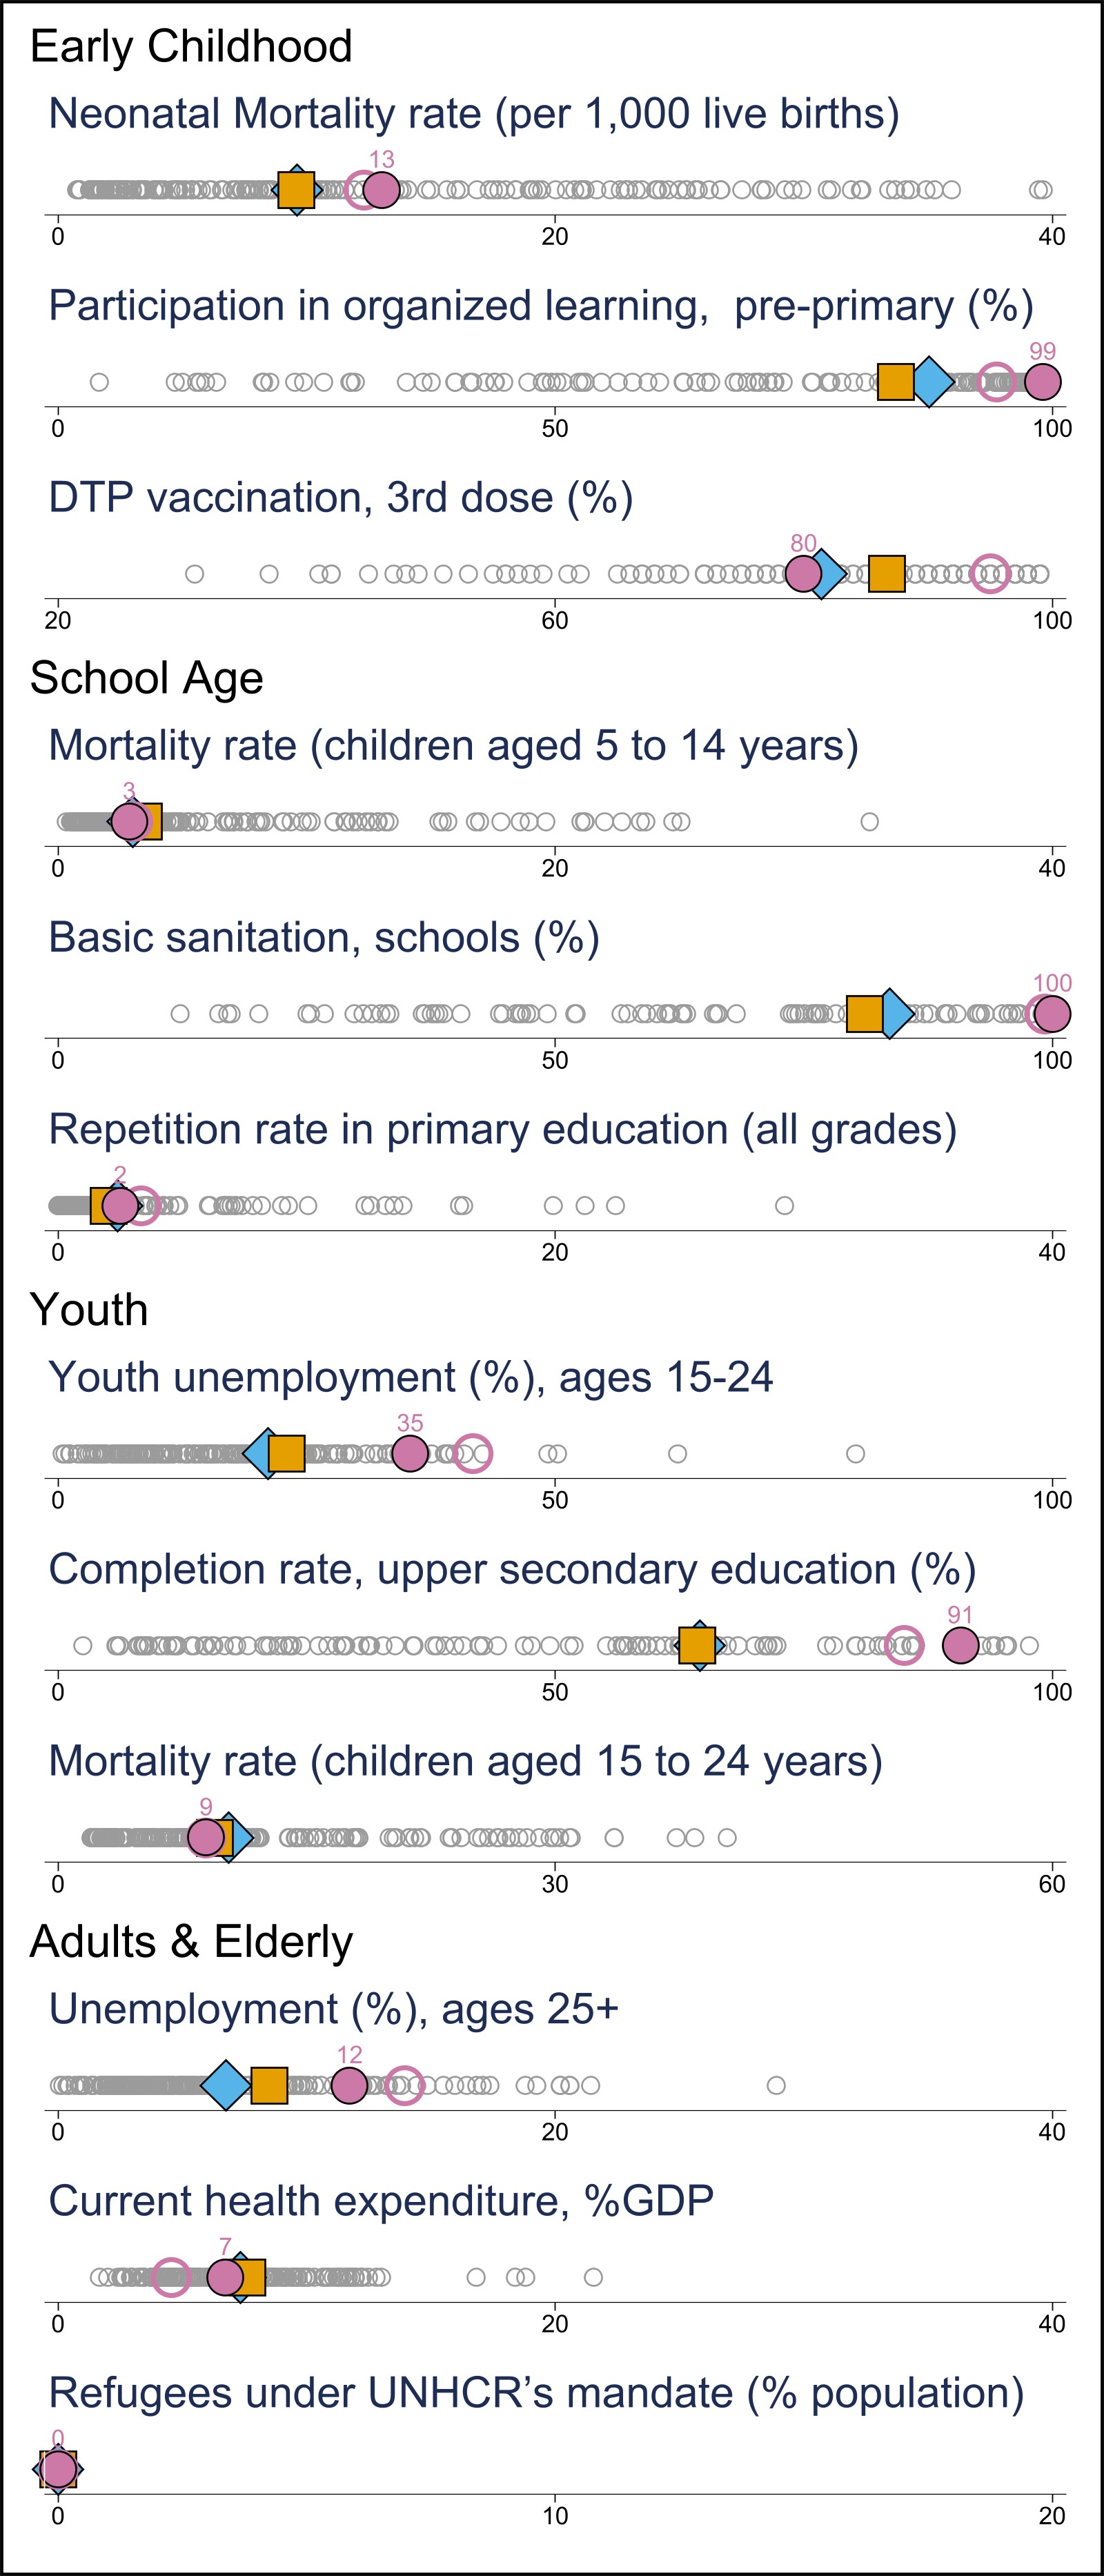 Early Childhood
Neonatal Mortality rate (per 1,000 live births)
13
0 20 40
Participation in organized learning,  pre-primary (%)
99
0 50 100
DTP vaccination, 3rd dose (%)
80
20 60 100
School Age
Mortality rate (children aged 5 to 14 years)
3
0 20 40
Basic sanitation, schools (%)
100
0 50 100
Repetition rate in primary education (all grades)
2
0 20 40
Youth
Youth unemployment (%), ages 15-24
35
0 50 100
Completion rate, upper secondary education (%)
91
0 50 100
Mortality rate (children aged 15 to 24 years)
9
0 30 60
Adults & Elderly
Unemployment (%), ages 25+
12
0 20 40
Current health expenditure, %GDP
7
0 20 40
Refugees under UNHCR’s mandate (% population)
0
0 10 20